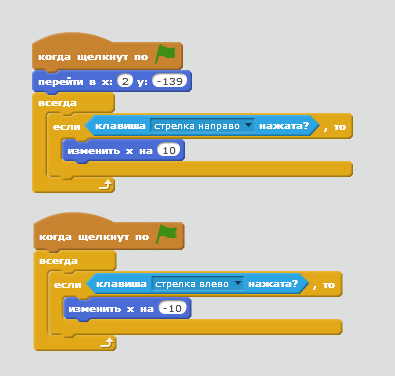 когда щелкнут по
перейти в x: 2 y: -139
всегда
если клавиша стрелка направо нажата? , то
изменить x на 10
когда щелкнут по
всегда
если клавиша стрелка влево нажата? , то
изменить x на -10